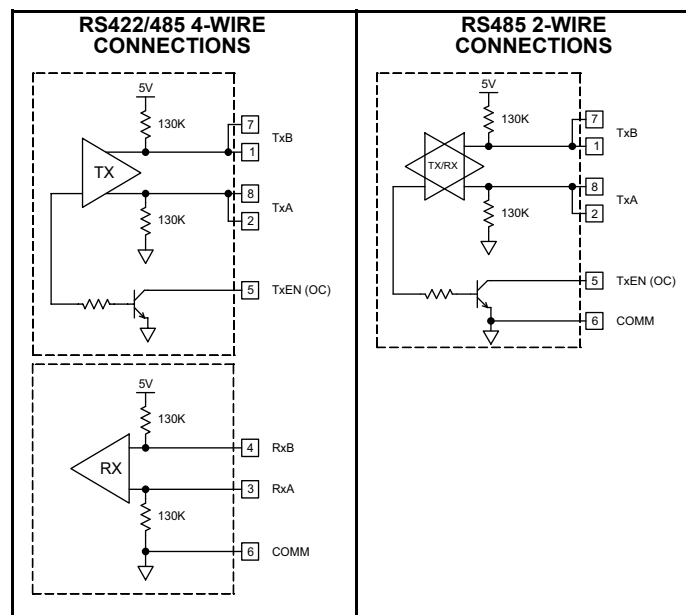 RS422/485 4-WIRE
CONNECTIONS
5V
130K
7
TxB
1
TX
8
TxA
130K
2
5
TxEN (OC)
5V
130K
4
RxB
RX
3
RxA
130K
6
COMM
RS485 2-WIRE
CONNECTIONS
5V
130K
7
TxB
1
TX/RX
8
TxA
130K
2
5
TxEN (OC)
6
COMM